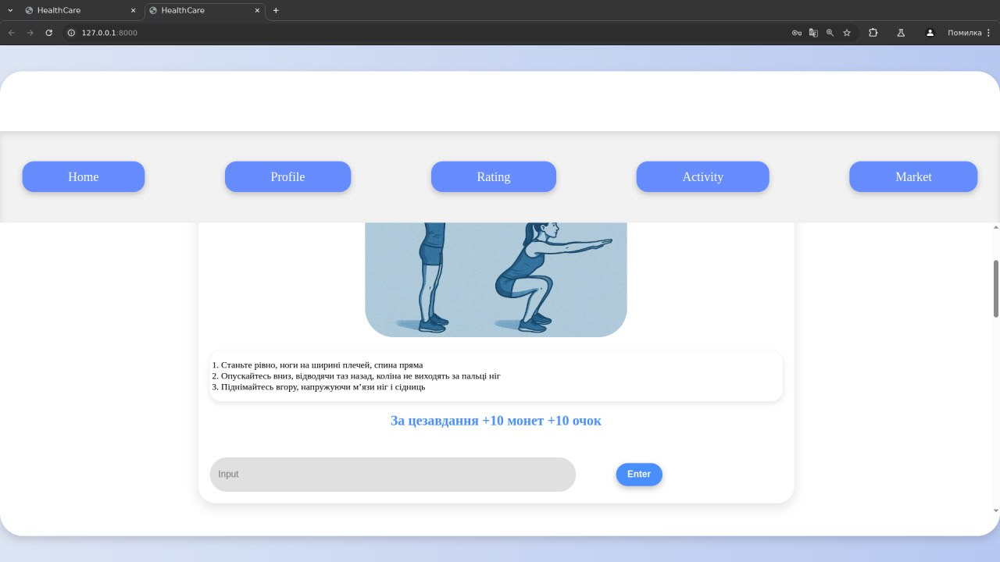 HealthCare
HealthCare
127.0.0.1:8000
Помилка
Home
Profile
Rating
Activity
Market
1. Станьте рівно, ноги на ширині плечей, спина пряма
2. Опускайтесь вниз, відводячи таз назад, коліна не виходять за пальці ніг
3. Піднімайтесь вгору, напружуючи м’язи ніг і сідниць
За цезавдання +10 монет +10 очок
Input
Enter